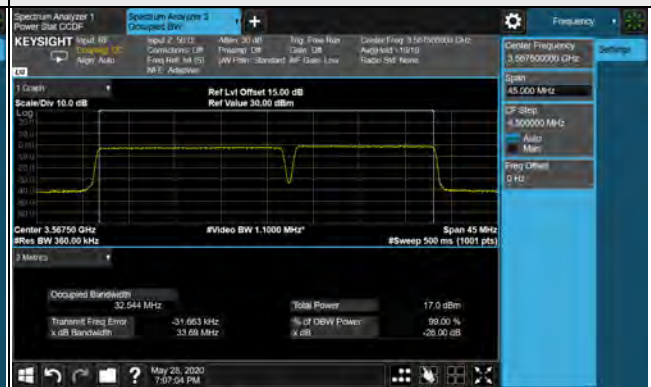 Spectrum Analyzer 1
Power Stat CCDF
Spectrum Analyzer 3
Occupied BW
+
Frequency
KEYSIGHT Input: RF
Coupling: DC
Align: Auto
Input Z: 50 Ω
Corrections: Off
Freq Ref: Int (S)
NFE: Adaptive
Atten: 30 dB
Preamp: Off
µW Path: Standard
Trig: Free Run
Gate: Off
#IF Gain: Low
Center Freq: 3.567500000 GHz
Avg|Hold: >10/10
Radio Std: None
Center Frequency
3.567500000 GHz
Settings
Span
45.000 MHz
CF Step
4.500000 MHz
Auto
Man
Freq Offset
0 Hz
1 Graph
Scale/Div 10.0 dB
Ref Lvl Offset 15.00 dB
Ref Value 30.00 dBm
Log
Center 3.56750 GHz
#Res BW 360.00 kHz
#Video BW 1.1000 MHz*
Span 45 MHz
#Sweep 500 ms (1001 pts)
2 Metrics
Occupied Bandwidth
32.544 MHz
Total Power
17.0 dBm
Transmit Freq Error
-31.663 kHz
% of OBW Power
99.00 %
x dB Bandwidth
33.69 MHz
x dB
-26.00 dB
?
May 28, 2020
7:07:04 PM